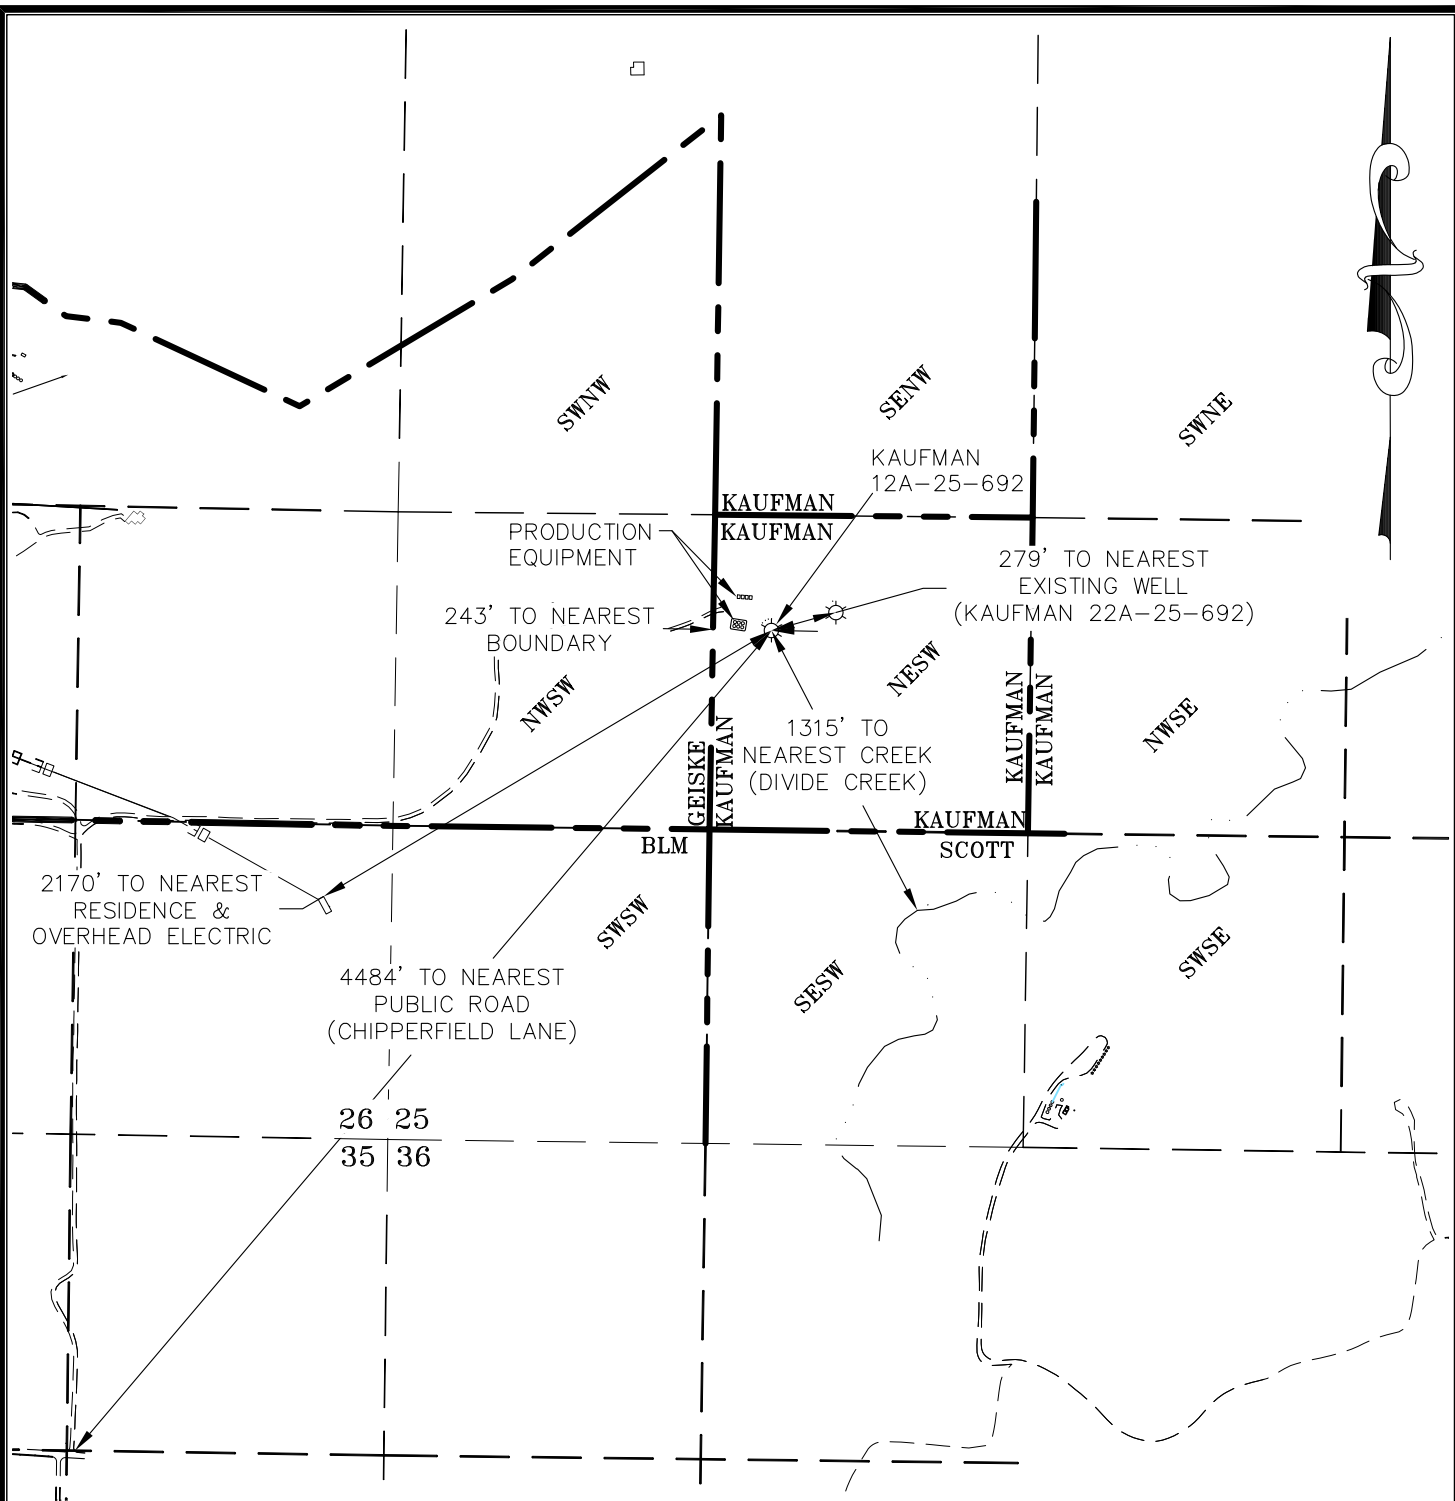 SWNW
SENW
SWNE
KAUFMAN
12A-25-692
KAUFMAN
KAUFMAN
PRODUCTION
EQUIPMENT
279' TO NEAREST
EXISTING WELL
(KAUFMAN 22A-25-692)
243' TO NEAREST
BOUNDARY
NWSW
NESW
NWSE
GEISKE
KAUFMAN
KAUFMAN
KAUFMAN
1315' TO
NEAREST CREEK
(DIVIDE CREEK)
KAUFMAN
SCOTT
BLM
2170' TO NEAREST
RESIDENCE &
OVERHEAD ELECTRIC
SWSW
SESW
SWSE
4484' TO NEAREST
PUBLIC ROAD
(CHIPPERFIELD LANE)
26 25
35 36